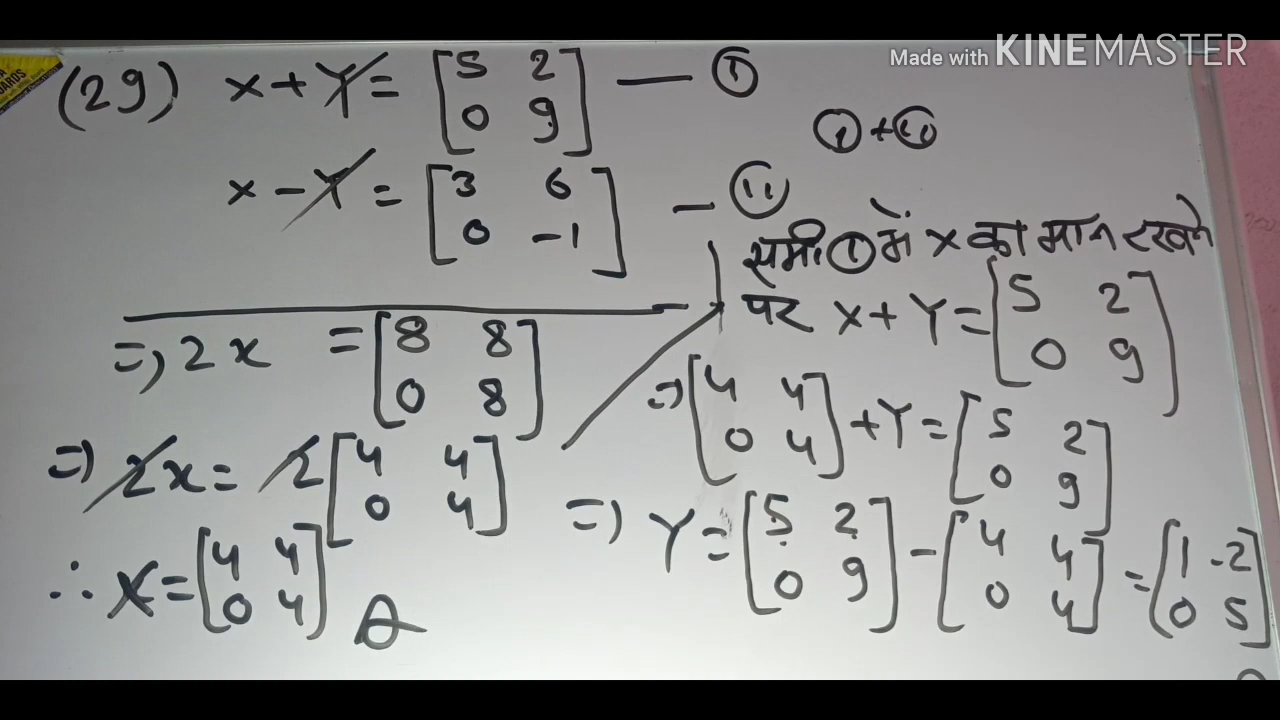 Made with KINEMASTER
ARDS
(29) x + Y = [5 2; 0 9] — (i)
x - Y = [3 6; 0 -1] — (ii)
(i) + (ii)
=) 2x = [8 8; 0 8]
=) 2x = 2[4 4; 0 4]
∴ X = [4 4; 0 4]
समी. (i) में x का मान रखने
पर x + Y = [5 2; 0 9]
=) [4 4; 0 4] + Y = [5 2; 0 9]
=) Y = [5 2; 0 9] - [4 4; 0 4] = [1 -2; 0 5]